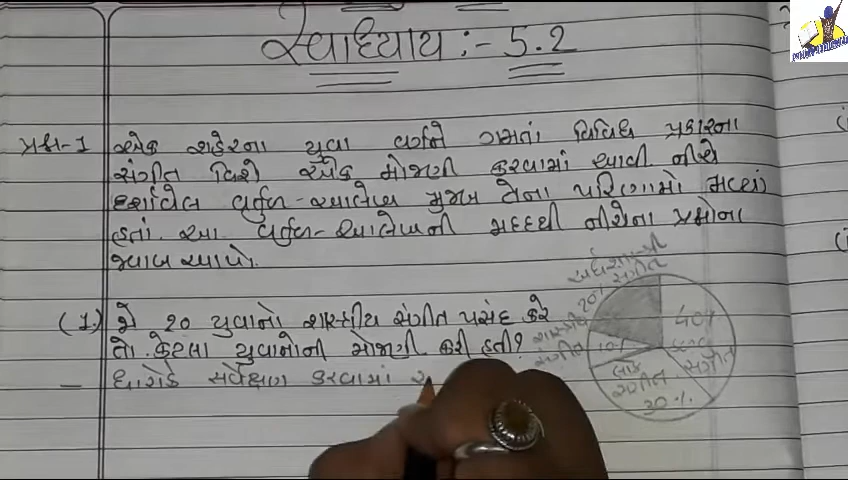 સ્વાધ્યાય :- 5.2
પ્રશ્ન-1 એક શહેરના યુવા વર્ગને ગમતાં વિવિધ પ્રકારના
સંગીત વિશે એક મોજણી કરવામાં આવી. નીચે
દર્શાવેલ વર્તુળ-આલેખ મુજબ તેના પરિણામો મળ્યાં
હતાં. આ વર્તુળ-આલેખની મદદથી નીચેના પ્રશ્નોના
જવાબ આપો.
(1.) જો 20 યુવાનો શાસ્ત્રીય સંગીત પસંદ કરે
તો કેટલા યુવાનોની મોજણી કરી હતી?
– ધારોકે સર્વેક્ષણ કરવામાં
સંગીત
20%
શાસ્ત્રીય
સંગીત
10%
40%
સંગીત
લોક
સંગીત
30%